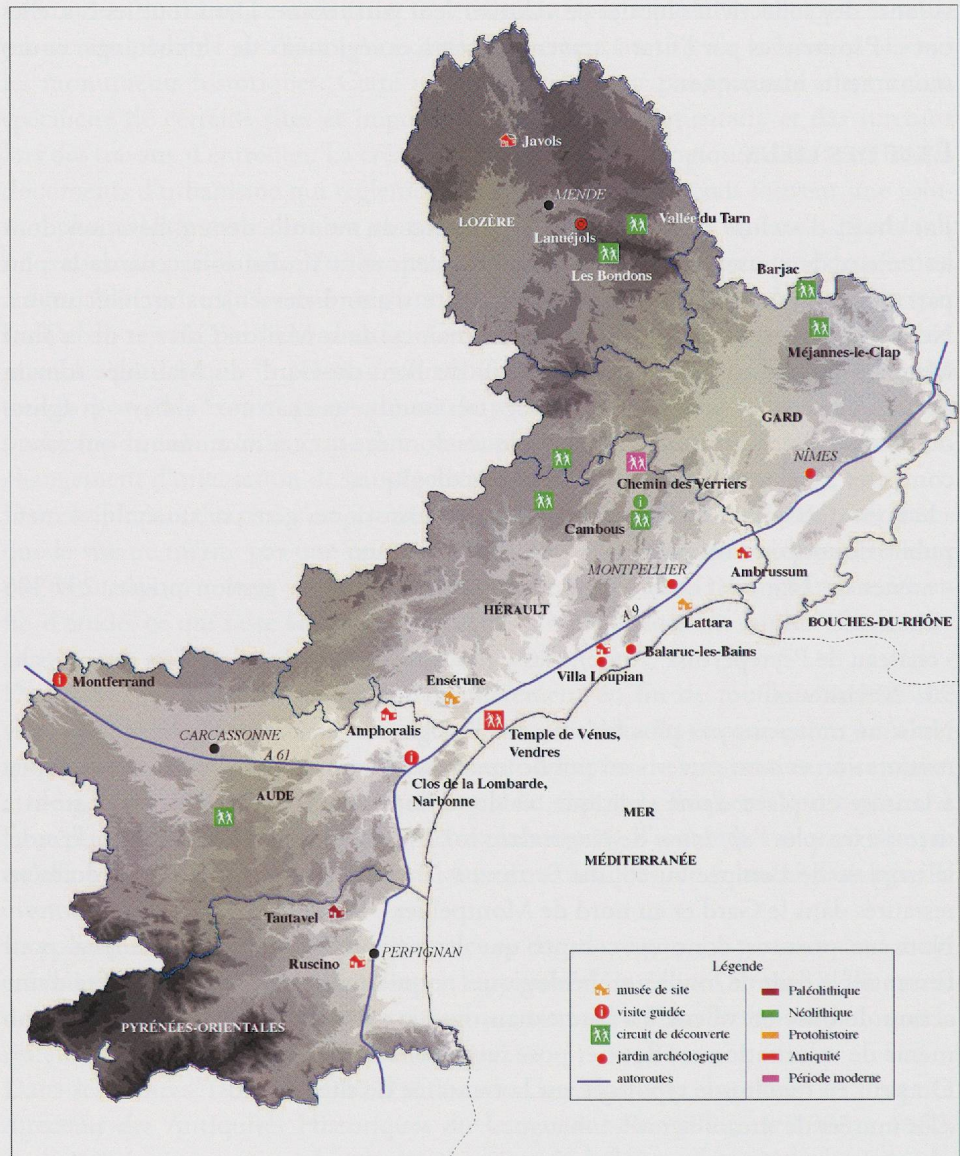 Javols
MENDE
LOZÈRE
Vallée du Tarn
Lanuéjols
Les Bondons
Barjac
Méjannes-le-Clap
GARD
NÎMES
Chemin des Verriers
Cambous
MONTPELLIER
Ambrussum
HÉRAULT
A 9
Lattara
BOUCHES-DU-RHÔNE
Balaruc-les-Bains
Villa Loupian
Montferrand
Ensérune
Amphoralis
Temple de Vénus,
Vendres
CARCASSONNE
A 61
Clos de la Lombarde,
Narbonne
AUDE
MER
MÉDITERRANÉE
Tautavel
PERPIGNAN
Ruscino
PYRÉNÉES-ORIENTALES
Légende
musée de site
visite guidée
circuit de découverte
jardin archéologique
autoroutes
Paléolithique
Néolithique
Protohistoire
Antiquité
Période moderne